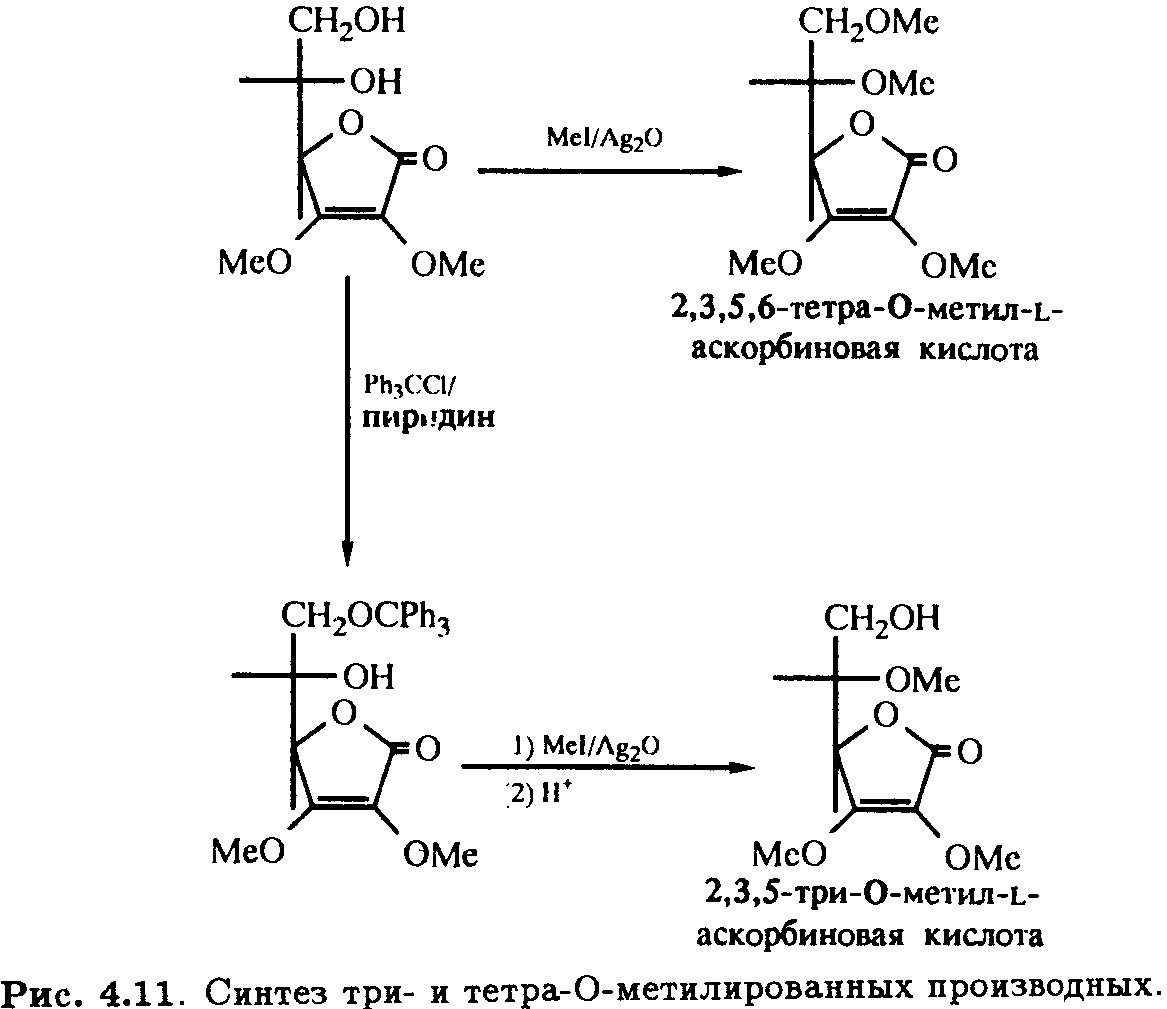 CH₂OH
OH
O
O
MeO
OMe
MeI/Ag₂O
CH₂OMe
OMe
O
O
MeO
OMe
2,3,5,6-тетра-О-метил-L-
аскорбиновая кислота
Ph₃CCl/
пиридин
CH₂OCPh₃
OH
O
O
MeO
OMe
1) MeI/Ag₂O
2) H⁺
CH₂OH
OMe
O
O
MeO
OMe
2,3,5-три-О-метил-L-
аскорбиновая кислота
Рис. 4.11. Синтез три- и тетра-О-метилированных производных.